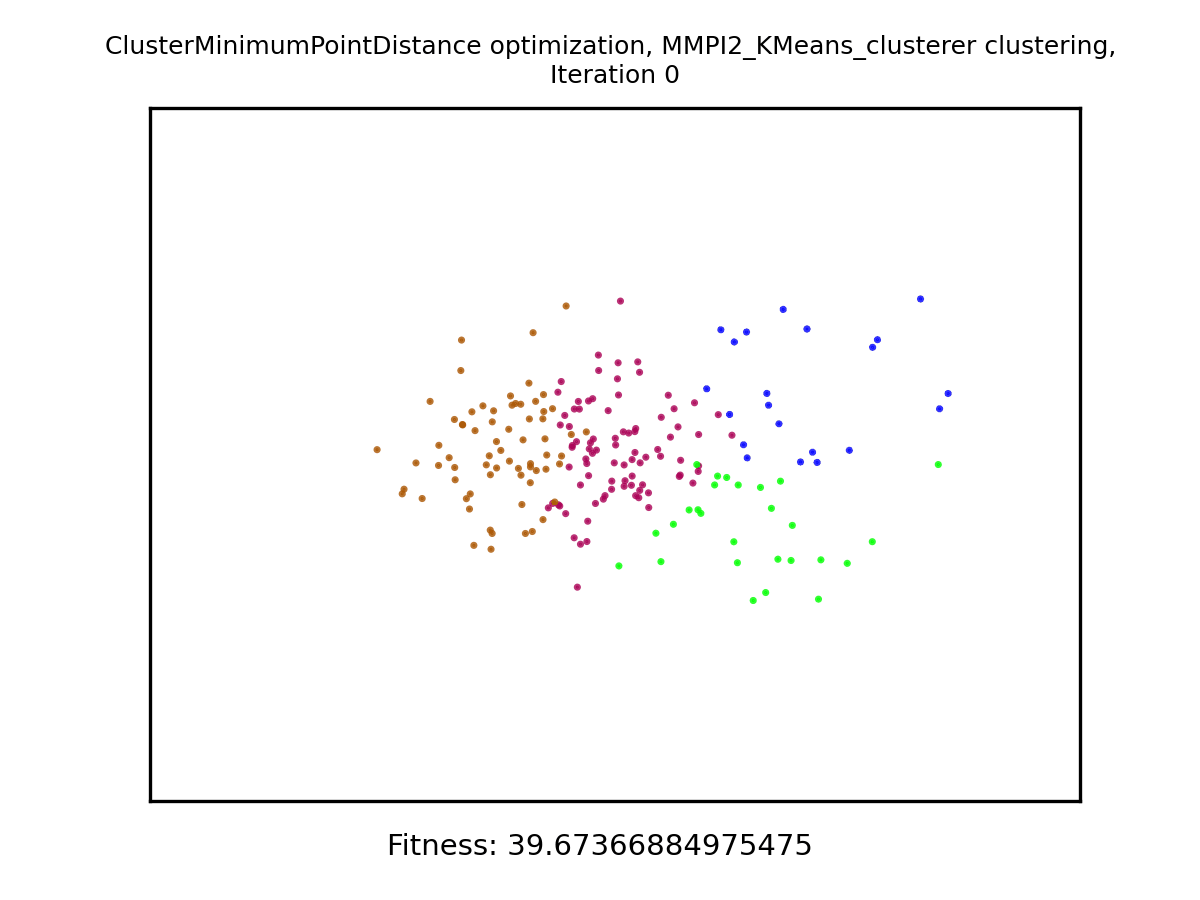 ClusterMinimumPointDistance optimization, MMPI2_KMeans_clusterer clustering,
Iteration 0
Fitness: 39.67366884975475